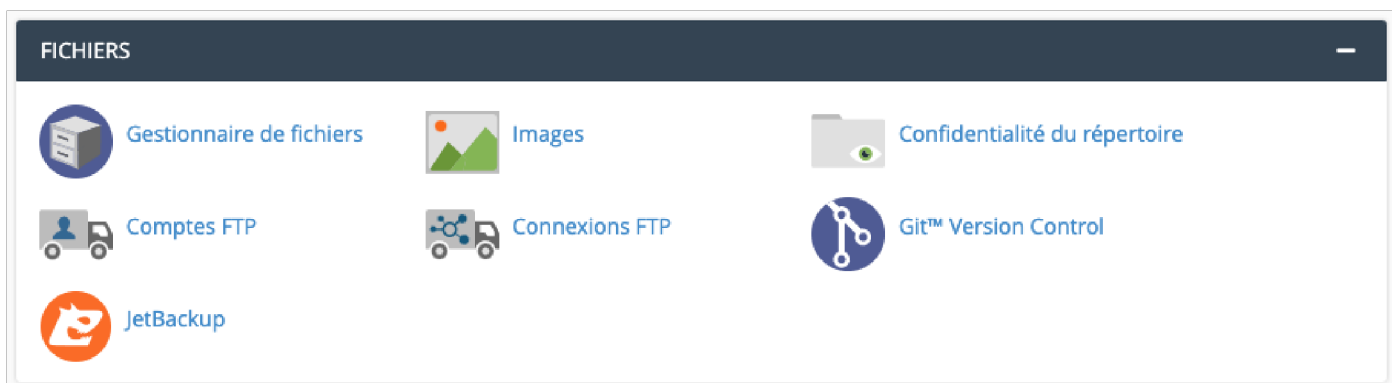 FICHIERS
Gestionnaire de fichiers
Images
Confidentialité du répertoire
Comptes FTP
Connexions FTP
Git™ Version Control
JetBackup